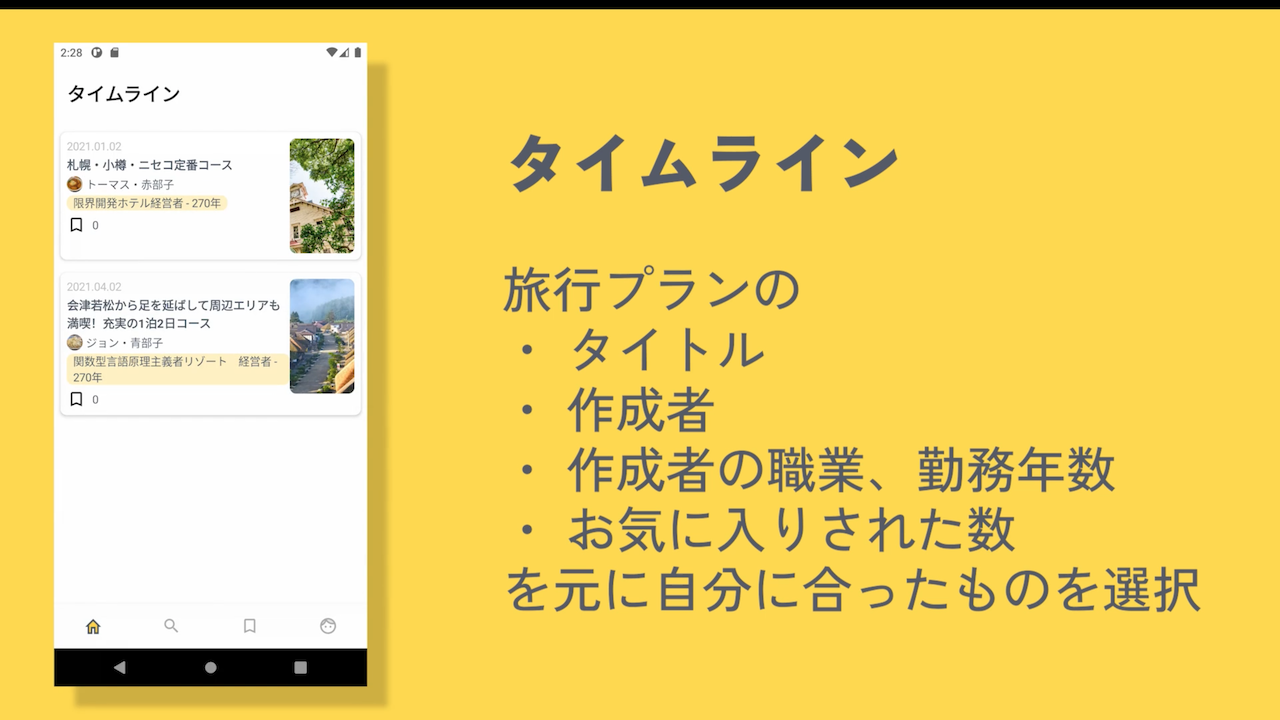 2:28
タイムライン
2021.01.02
札幌・小樽・ニセコ定番コース
トーマス・赤部子
限界開発ホテル経営者 - 270年
0
2021.04.02
会津若松から足を延ばして周辺エリアも
満喫！充実の1泊2日コース
ジョン・青部子
関数型言語原理主義者リゾート　経営者 -
270年
0
タイムライン
旅行プランの
・ タイトル
・ 作成者
・ 作成者の職業、勤務年数
・ お気に入りされた数
を元に自分に合ったものを選択